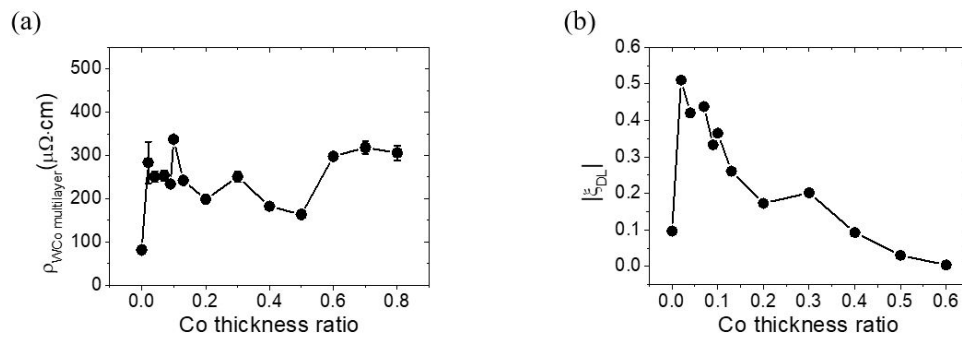 (a)
500
400
300
200
100
0
ρWCo multilayer(μΩ·cm)
0.0 0.2 0.4 0.6 0.8
Co thickness ratio
(b)
0.6
0.5
0.4
0.3
0.2
0.1
0.0
|ξDL|
0.0 0.1 0.2 0.3 0.4 0.5 0.6
Co thickness ratio